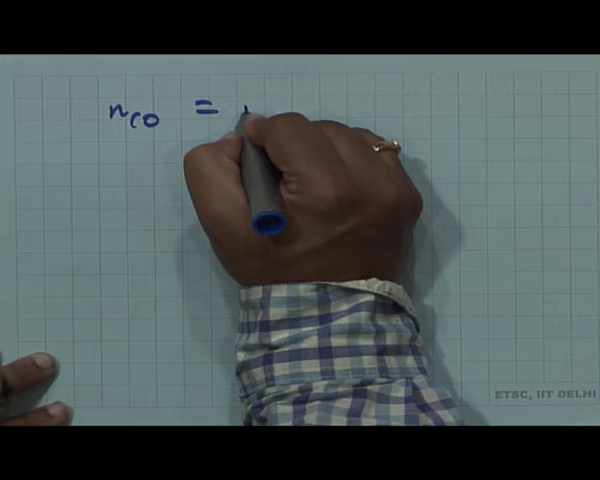 n_CO =
ETSC, IIT DELHI